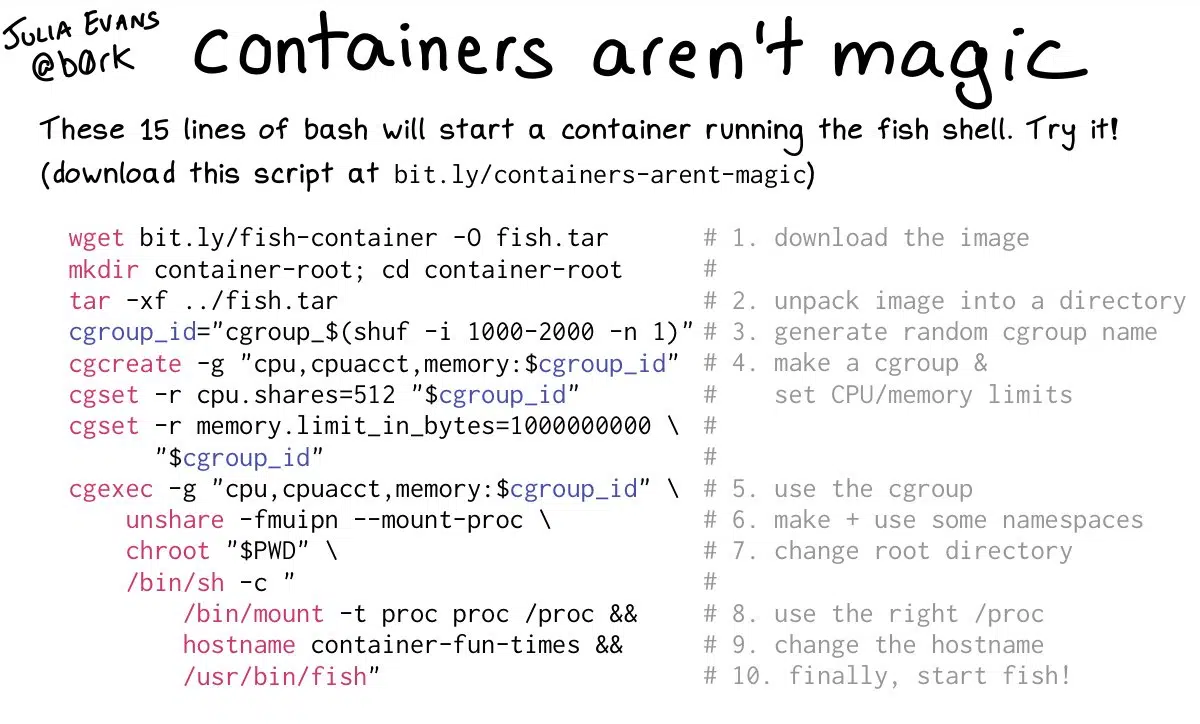 JULIA EVANS
@b0rk
containers aren't magic
These 15 lines of bash will start a container running the fish shell. Try it!
(download this script at bit.ly/containers-arent-magic)
wget bit.ly/fish-container -O fish.tar # 1. download the image
mkdir container-root; cd container-root #
tar -xf ../fish.tar # 2. unpack image into a directory
cgroup_id="cgroup_$(shuf -i 1000-2000 -n 1)" # 3. generate random cgroup name
cgcreate -g "cpu,cpuacct,memory:$cgroup_id" # 4. make a cgroup &
cgset -r cpu.shares=512 "$cgroup_id" # set CPU/memory limits
cgset -r memory.limit_in_bytes=1000000000 \ #
"$cgroup_id" #
cgexec -g "cpu,cpuacct,memory:$cgroup_id" \ # 5. use the cgroup
unshare -fmuipn --mount-proc \ # 6. make + use some namespaces
chroot "$PWD" \ # 7. change root directory
/bin/sh -c " #
/bin/mount -t proc proc /proc && # 8. use the right /proc
hostname container-fun-times && # 9. change the hostname
/usr/bin/fish" # 10. finally, start fish!